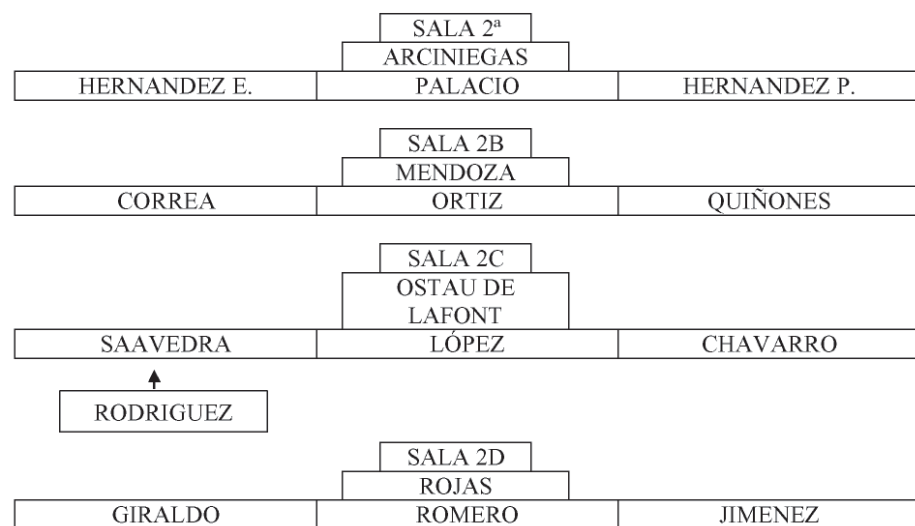 SALA 2ª
ARCINIEGAS
HERNANDEZ E. PALACIO HERNANDEZ P.
SALA 2B
MENDOZA
CORREA ORTIZ QUIÑONES
SALA 2C
OSTAU DE
LAFONT
SAAVEDRA LÓPEZ CHAVARRO
RODRIGUEZ
SALA 2D
ROJAS
GIRALDO ROMERO JIMENEZ